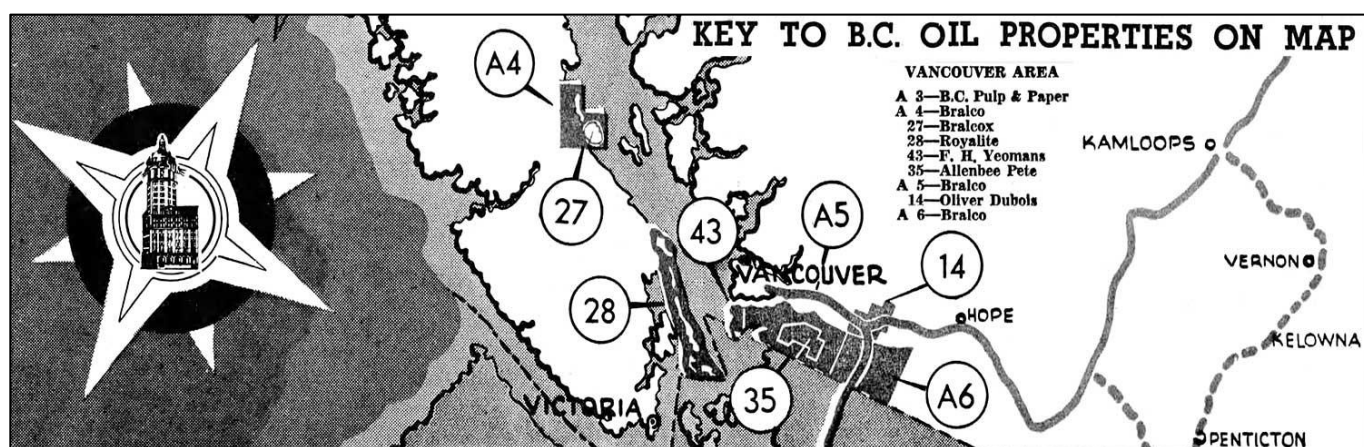 KEY TO B.C. OIL PROPERTIES ON MAP
VANCOUVER AREA
A 3—B.C. Pulp & Paper
A 4—Bralco
27—Bralcox
28—Royalite
43—F. H. Yeomans
35—Allenbee Pete
A 5—Bralco
14—Oliver Dubois
A 6—Bralco
A4
27
43
A5
VANCOUVER
14
28
HOPE
35
A6
VICTORIA
KAMLOOPS
VERNON
KELOWNA
PENTICTON